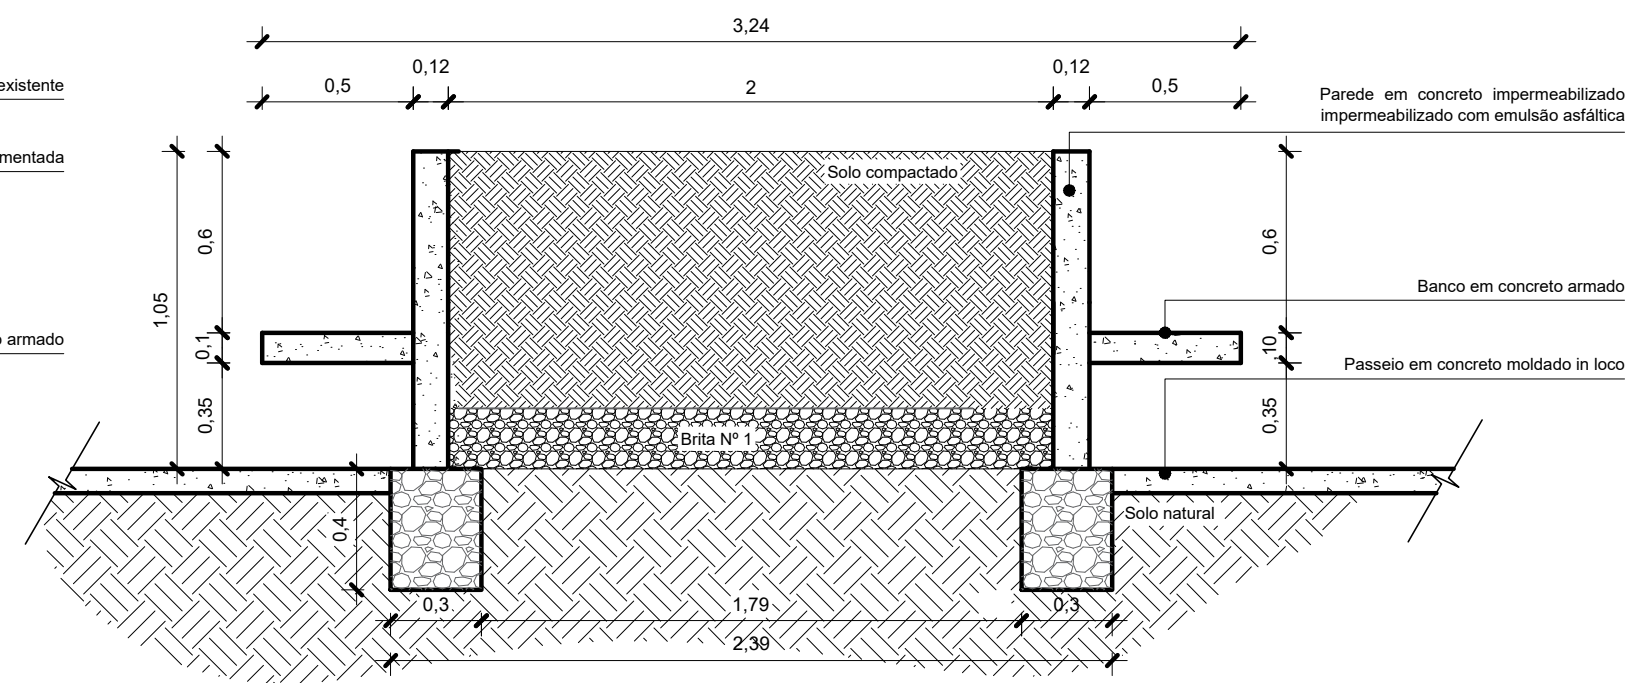 3,24
0,12
0,12
existente
0,5
2
0,5
Parede em concreto impermeabilizado
impermeabilizado com emulsão asfáltica
mentada
Solo compactado
0,6
0,6
1,05
Banco em concreto armado
armado
0,1
,10
Passeio em concreto moldado in loco
0,35
0,35
Brita Nº 1
0,4
Solo natural
0,3
1,79
0,3
2,39